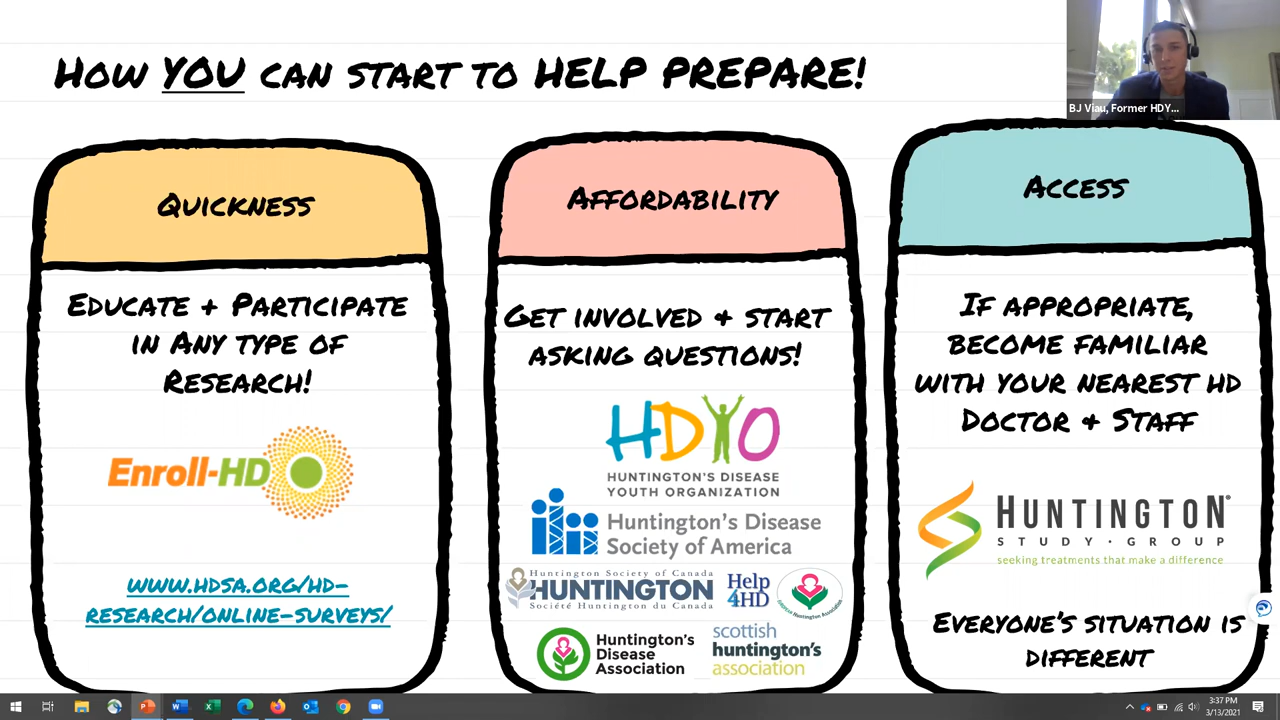 How YOU can start to HELP PREPARE!
BJ Viau, Former HDY...
Quickness
Educate + Participate
in Any type of
Research!
Enroll-HD
www.hdsa.org/hd-
research/online-surveys/
Affordability
Get involved & start
asking questions!
HDYO
HUNTINGTON'S DISEASE
YOUTH ORGANIZATION
Huntington's Disease
Society of America
Huntington Society of Canada
HUNTINGTON
Société Huntington du Canada
Help
4HD
Huntington's
Disease
Association
scottish
huntington's
association
Access
If appropriate,
become familiar
with your nearest HD
Doctor & Staff
HUNTINGTON®
STUDY · GROUP
seeking treatments that make a difference
Everyone's situation is
different
3:37 PM
3/13/2021